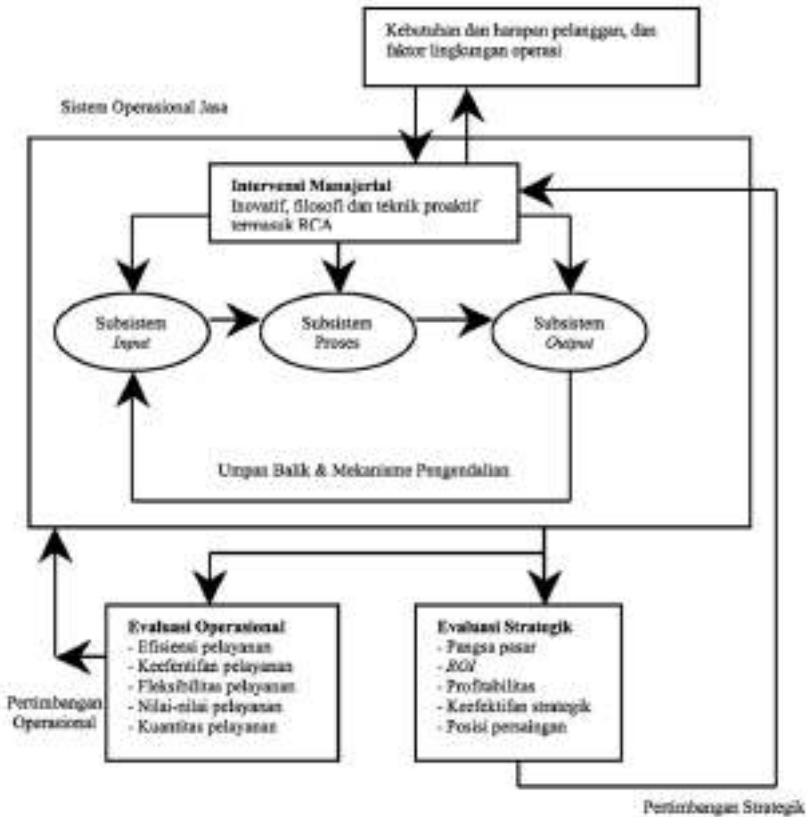 Kebutuhan dan harapan pelanggan, dan
faktor lingkungan operasi
Sistem Operasional Jasa
Intervensi Manajerial
Inovatif, filosofi dan teknik proaktif
termasuk BCA
Subsistem
Input
Subsistem
Proses
Subsistem
Output
Umpan Balik & Mekanisme Pengendalian
Evaluasi Operasional
- Efisiensi pelayanan
- Keefentifan pelayanan
- Fleksibilitas pelayanan
- Nilai-nilai pelayanan
- Kuantitas pelayanan
Evaluasi Strategik
- Pangsa pasar
- ROI
- Profitabilitas
- Keefektifan strategik
- Posisi persaingan
Pertimbangan
Operasional
Pertimbangan Strategik